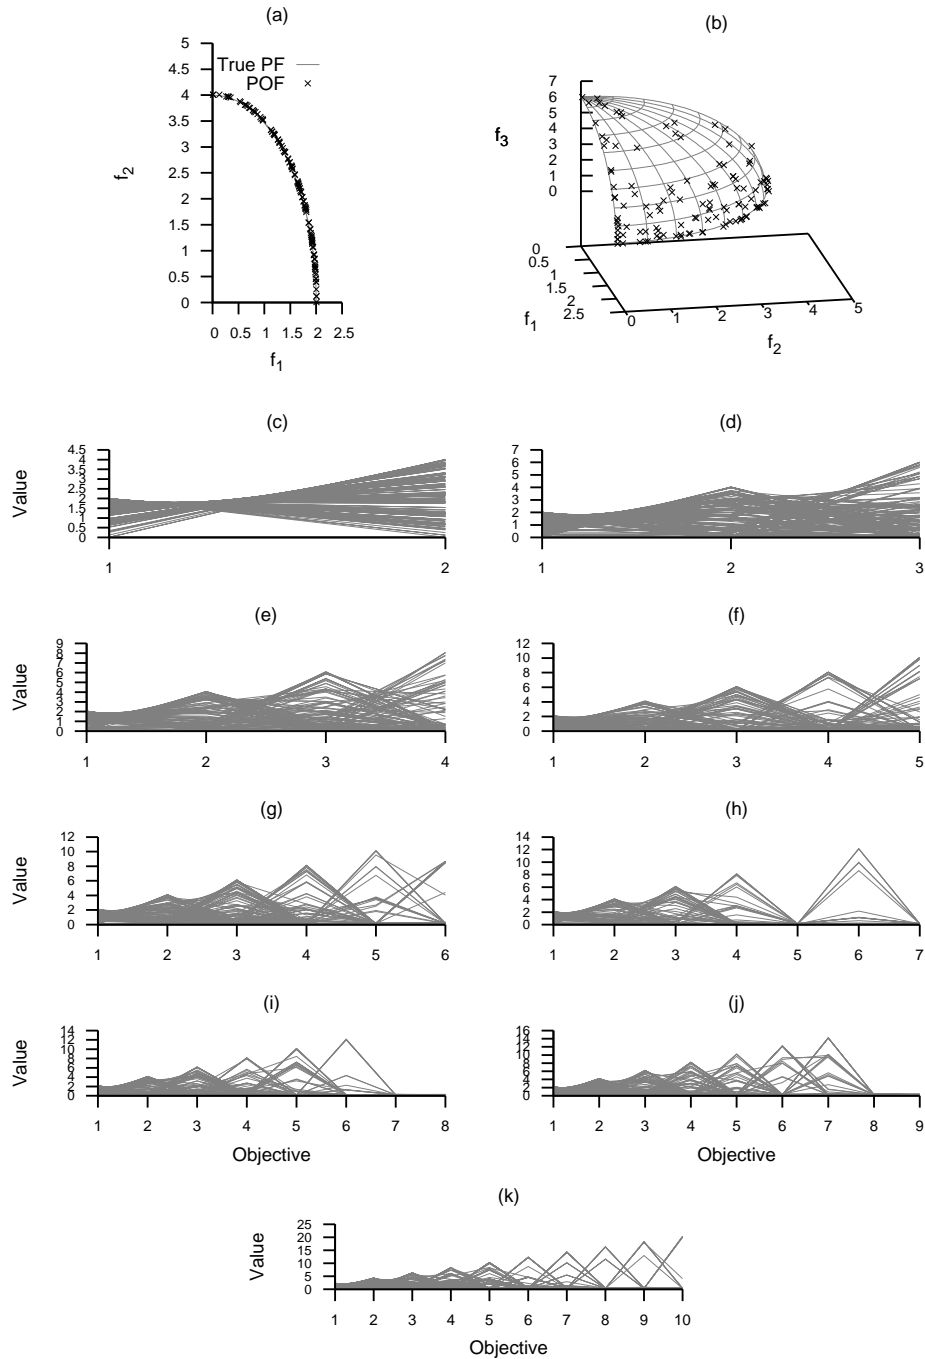 (a)
5
4.5
4
3.5
3
2.5
2
1.5
1
0.5
0
True PF
POF
f2
0 0.5 1 1.5 2 2.5
f1
(b)
7
6
5
4
3
2
1
0
f3
0
0.5
1
1.5
2
2.5
f1
0 1 2 3 4 5
f2
(c)
4.5
4
3.5
3
2.5
2
1.5
1
0.5
0
Value
1 2
(d)
7
6
5
4
3
2
1
0
1 2 3
(e)
9
8
7
6
5
4
3
2
1
0
Value
1 2 3 4
(f)
12
10
8
6
4
2
0
1 2 3 4 5
(g)
12
10
8
6
4
2
0
Value
1 2 3 4 5 6
(h)
14
12
10
8
6
4
2
0
1 2 3 4 5 6 7
(i)
14
12
10
8
6
4
2
0
Value
1 2 3 4 5 6 7 8
Objective
(j)
16
14
12
10
8
6
4
2
0
1 2 3 4 5 6 7 8 9
Objective
(k)
25
20
15
10
5
0
Value
1 2 3 4 5 6 7 8 9 10
Objective